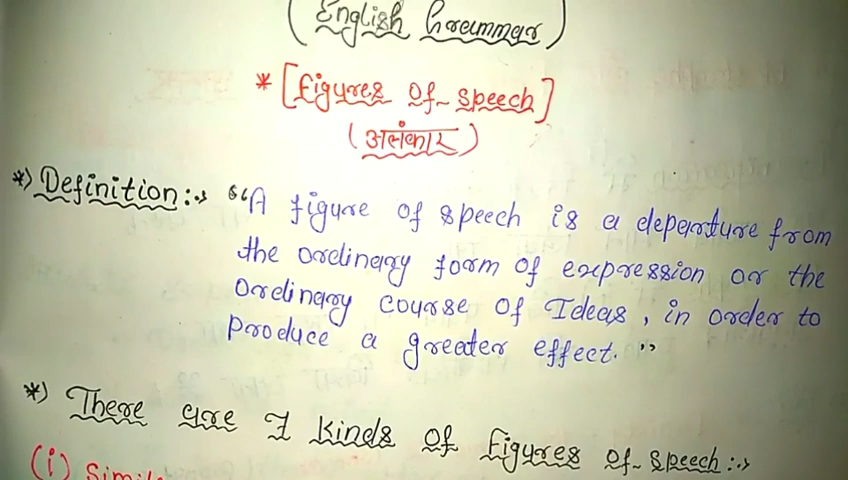 (English Grammar)
* [Figures of speech]
(अलंकार)
*) Definition:→ “A figure of speech is a departure from
the ordinary form of expression or the
ordinary course of Ideas, in order to
produce a greater effect.”
*) There are 7 kinds of Figures of speech:→
(i) Simile